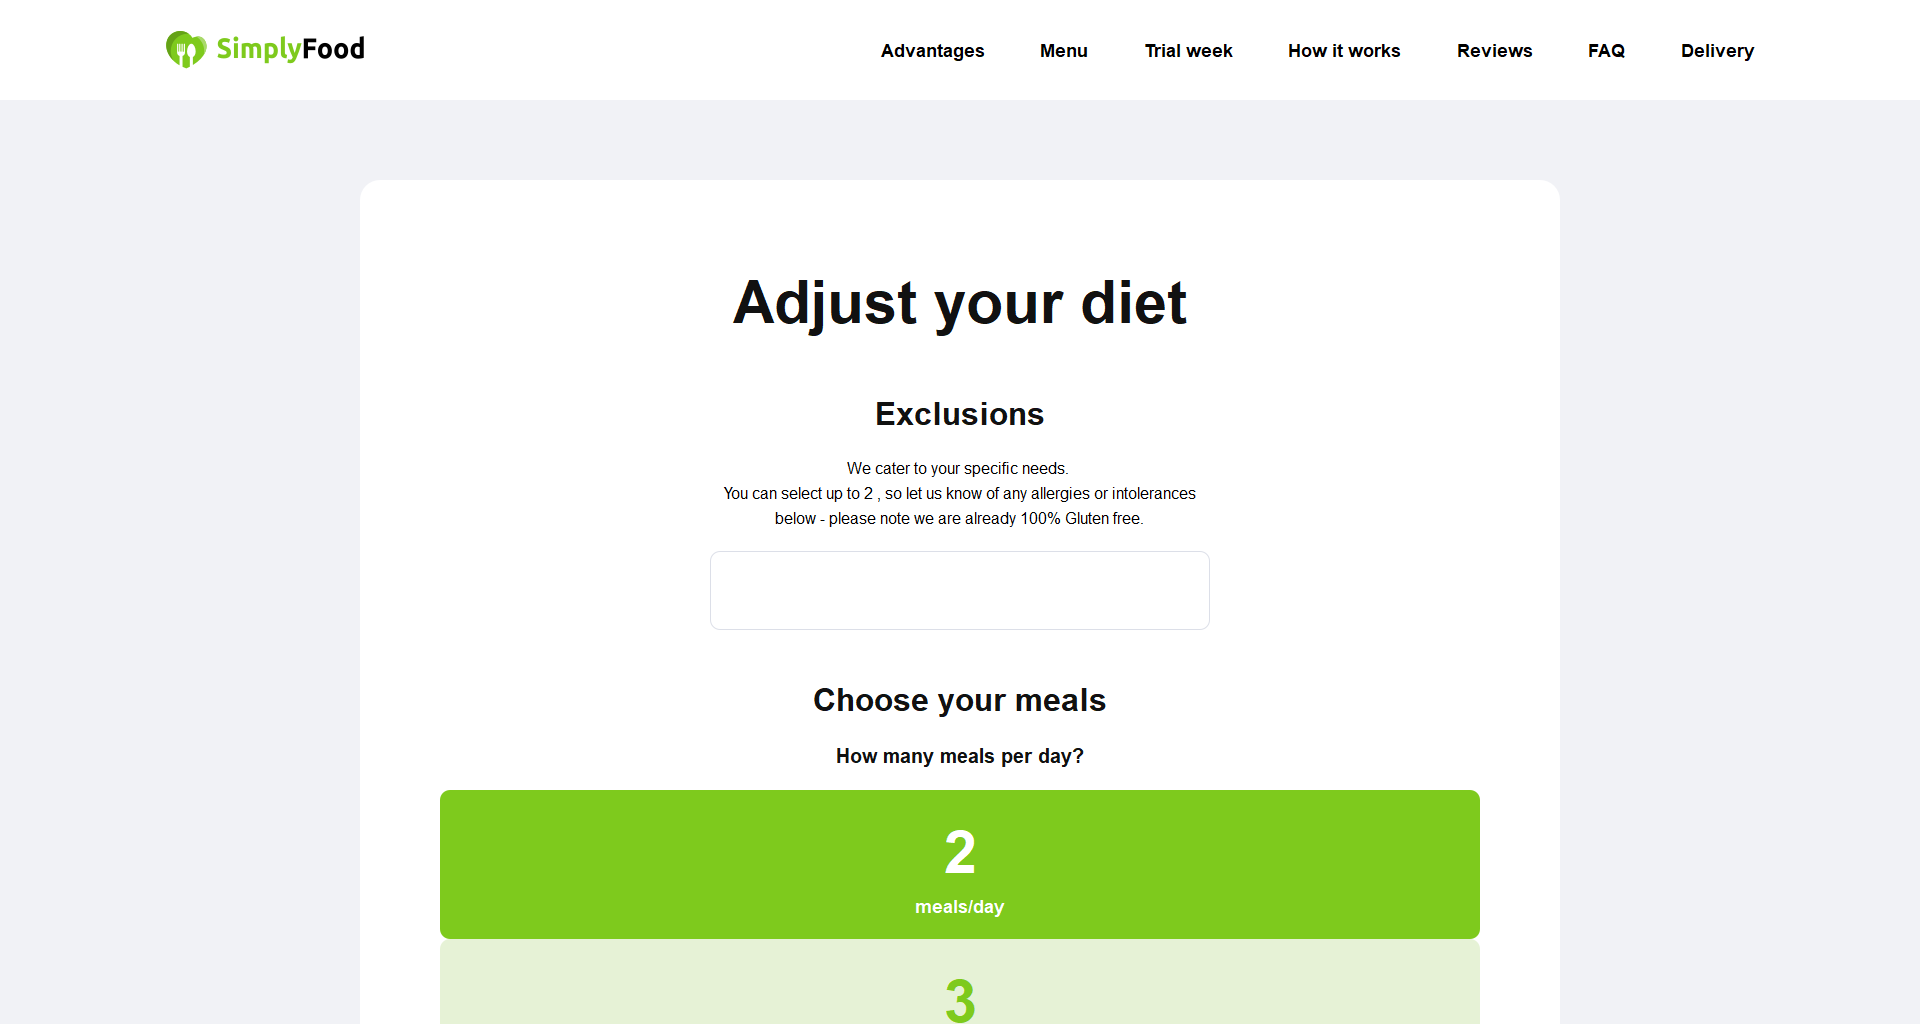 SimplyFood
Advantages Menu Trial week How it works Reviews FAQ Delivery
Adjust your diet
Exclusions
We cater to your specific needs.
You can select up to 2 , so let us know of any allergies or intolerances
below - please note we are already 100% Gluten free.
Choose your meals
How many meals per day?
2
meals/day
3